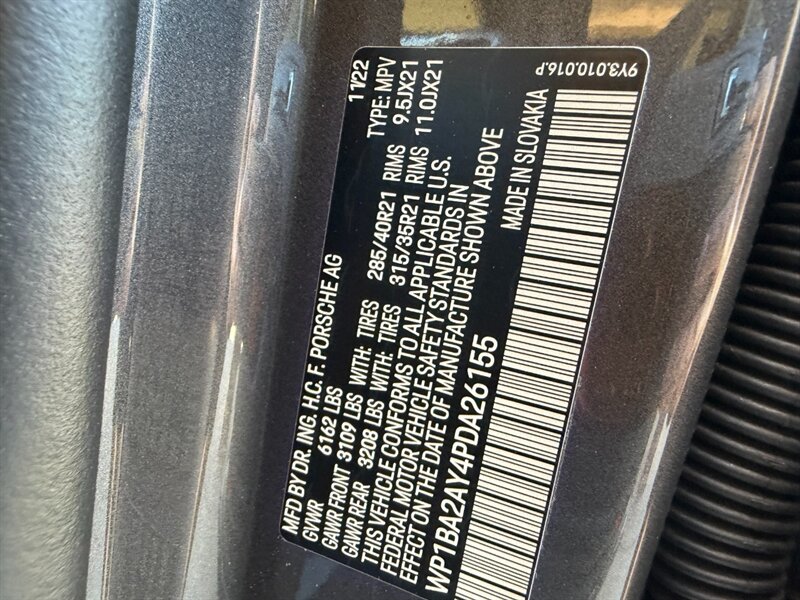 MFD BY DR. ING. H.C. F. PORSCHE AG 11/22
GVWR 6162 LBS TYPE: MPV
GAWR FRONT 3109 LBS WITH: TIRES 285/40R21 RIMS 9.5JX21
GAWR REAR 3208 LBS WITH: TIRES 315/35R21 RIMS 11.0JX21
THIS VEHICLE CONFORMS TO ALL APPLICABLE U.S.
FEDERAL MOTOR VEHICLE SAFETY STANDARDS IN
EFFECT ON THE DATE OF MANUFACTURE SHOWN ABOVE
WP1BA2AY4PDA26155 MADE IN SLOVAKIA
9Y3.010.016.P